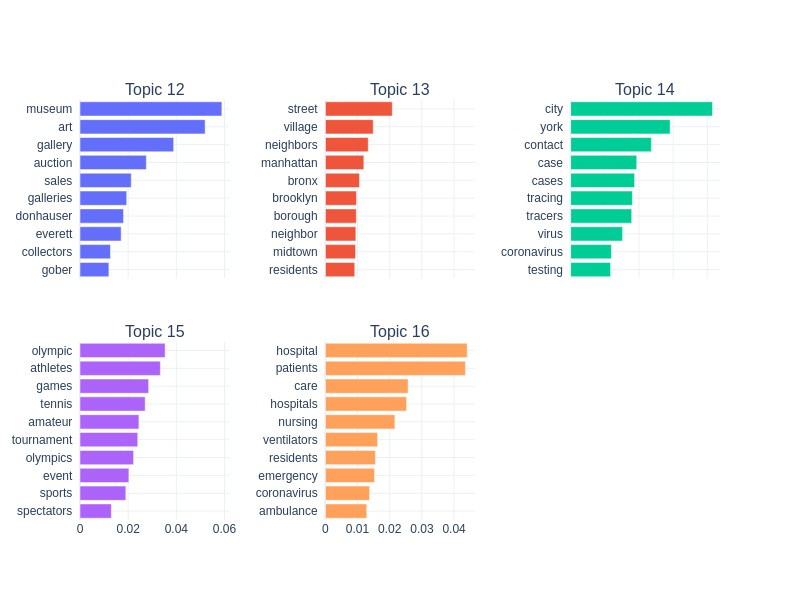 Topic 12
museum
art
gallery
auction
sales
galleries
donhauser
everett
collectors
gober
Topic 13
street
village
neighbors
manhattan
bronx
brooklyn
borough
neighbor
midtown
residents
Topic 14
city
york
contact
case
cases
tracing
tracers
virus
coronavirus
testing
Topic 15
olympic
athletes
games
tennis
amateur
tournament
olympics
event
sports
spectators
0 0.02 0.04 0.06
Topic 16
hospital
patients
care
hospitals
nursing
ventilators
residents
emergency
coronavirus
ambulance
0 0.01 0.02 0.03 0.04